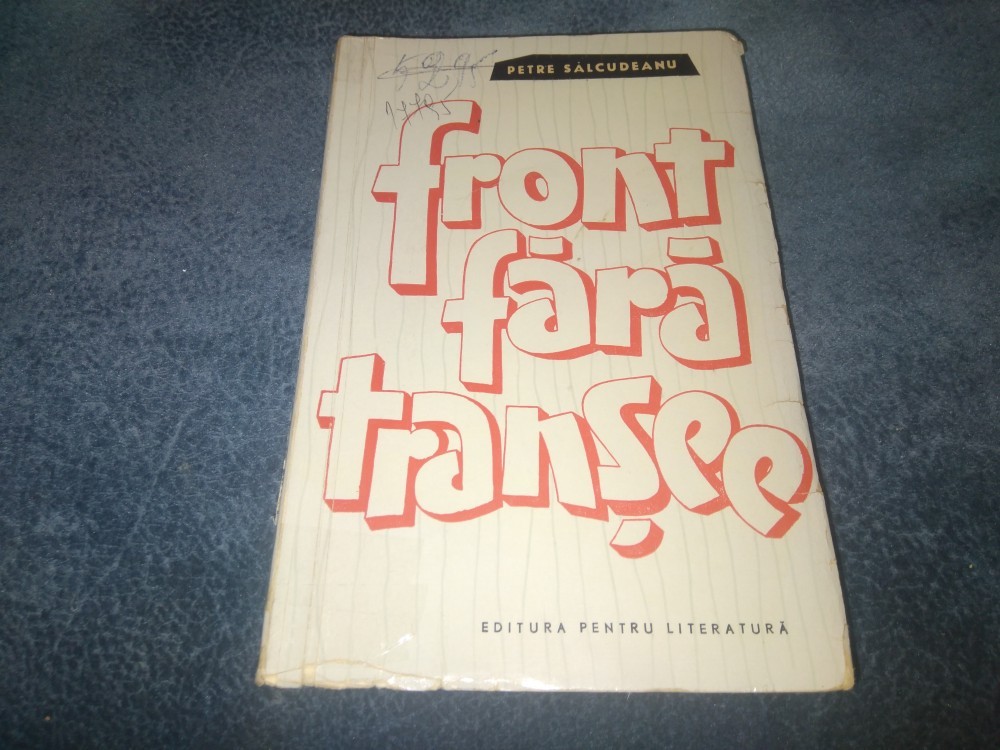 PETRE SĂLCUDEANU
front
fără
tranșee
EDITURA PENTRU LITERATURĂ